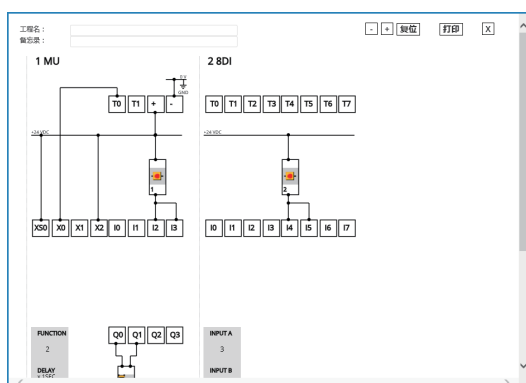 工程名：
- + 复位 打印 X
备忘录：
1 MU
2 8DI
0 V
GND
T0 T1 + -
T0 T1 T2 T3 T4 T5 T6 T7
+24 VDC
+24 VDC
1
2
XS0 X0 X1 X2 I0 I1 I2 I3
I0 I1 I2 I3 I4 I5 I6 I7
FUNCTION
2
DELAY
x 1SEC
Q0 Q1 Q2 Q3
INPUT A
3
INPUT B